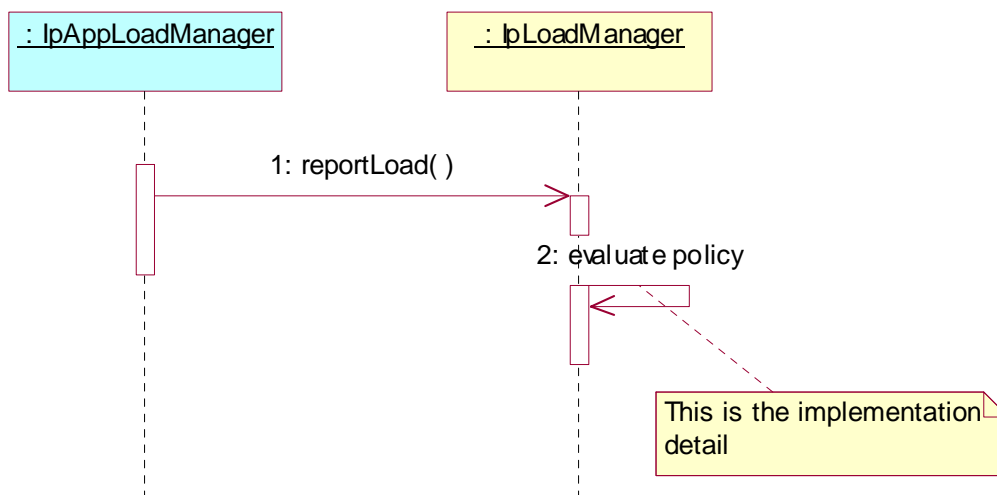 : IpAppLoadManager
: IpLoadManager
1: reportLoad( )
2: evaluate policy
This is the implementation
detail